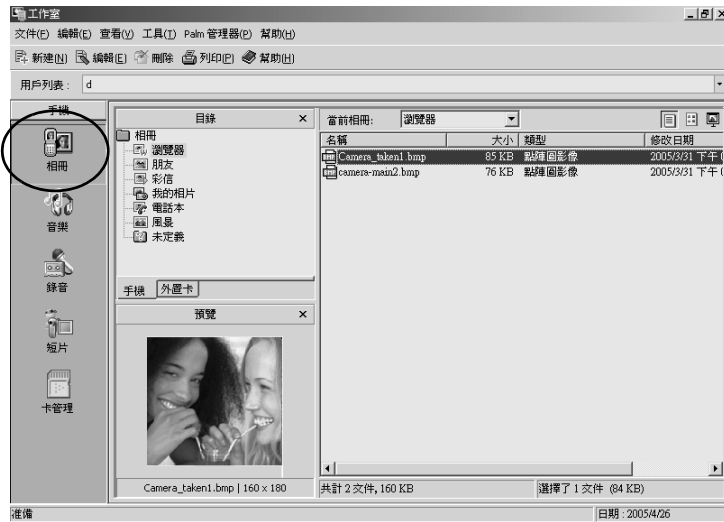 工作室
文件(F) 編輯(E) 查看(V) 工具(T) Palm 管理器(P) 幫助(H)
新建(N) 編輯(E) 刪除 列印(P) 幫助(H)
用戶列表： d
手機
相冊
音樂
錄音
短片
卡管理
目錄
相冊
瀏覽器
朋友
彩信
我的相片
電話本
風景
未定義
手機 外置卡
預覽
Camera_taken1.bmp | 160 x 180
當前相冊: 瀏覽器
名稱 大小 類型 修改日期
Camera_taken1.bmp 85 KB 點陣圖影像 2005/3/31 下午
camera-main2.bmp 76 KB 點陣圖影像 2005/3/31 下午
共計 2 文件, 160 KB 選擇了 1 文件 (84 KB)
准備 日期 : 2005/4/26